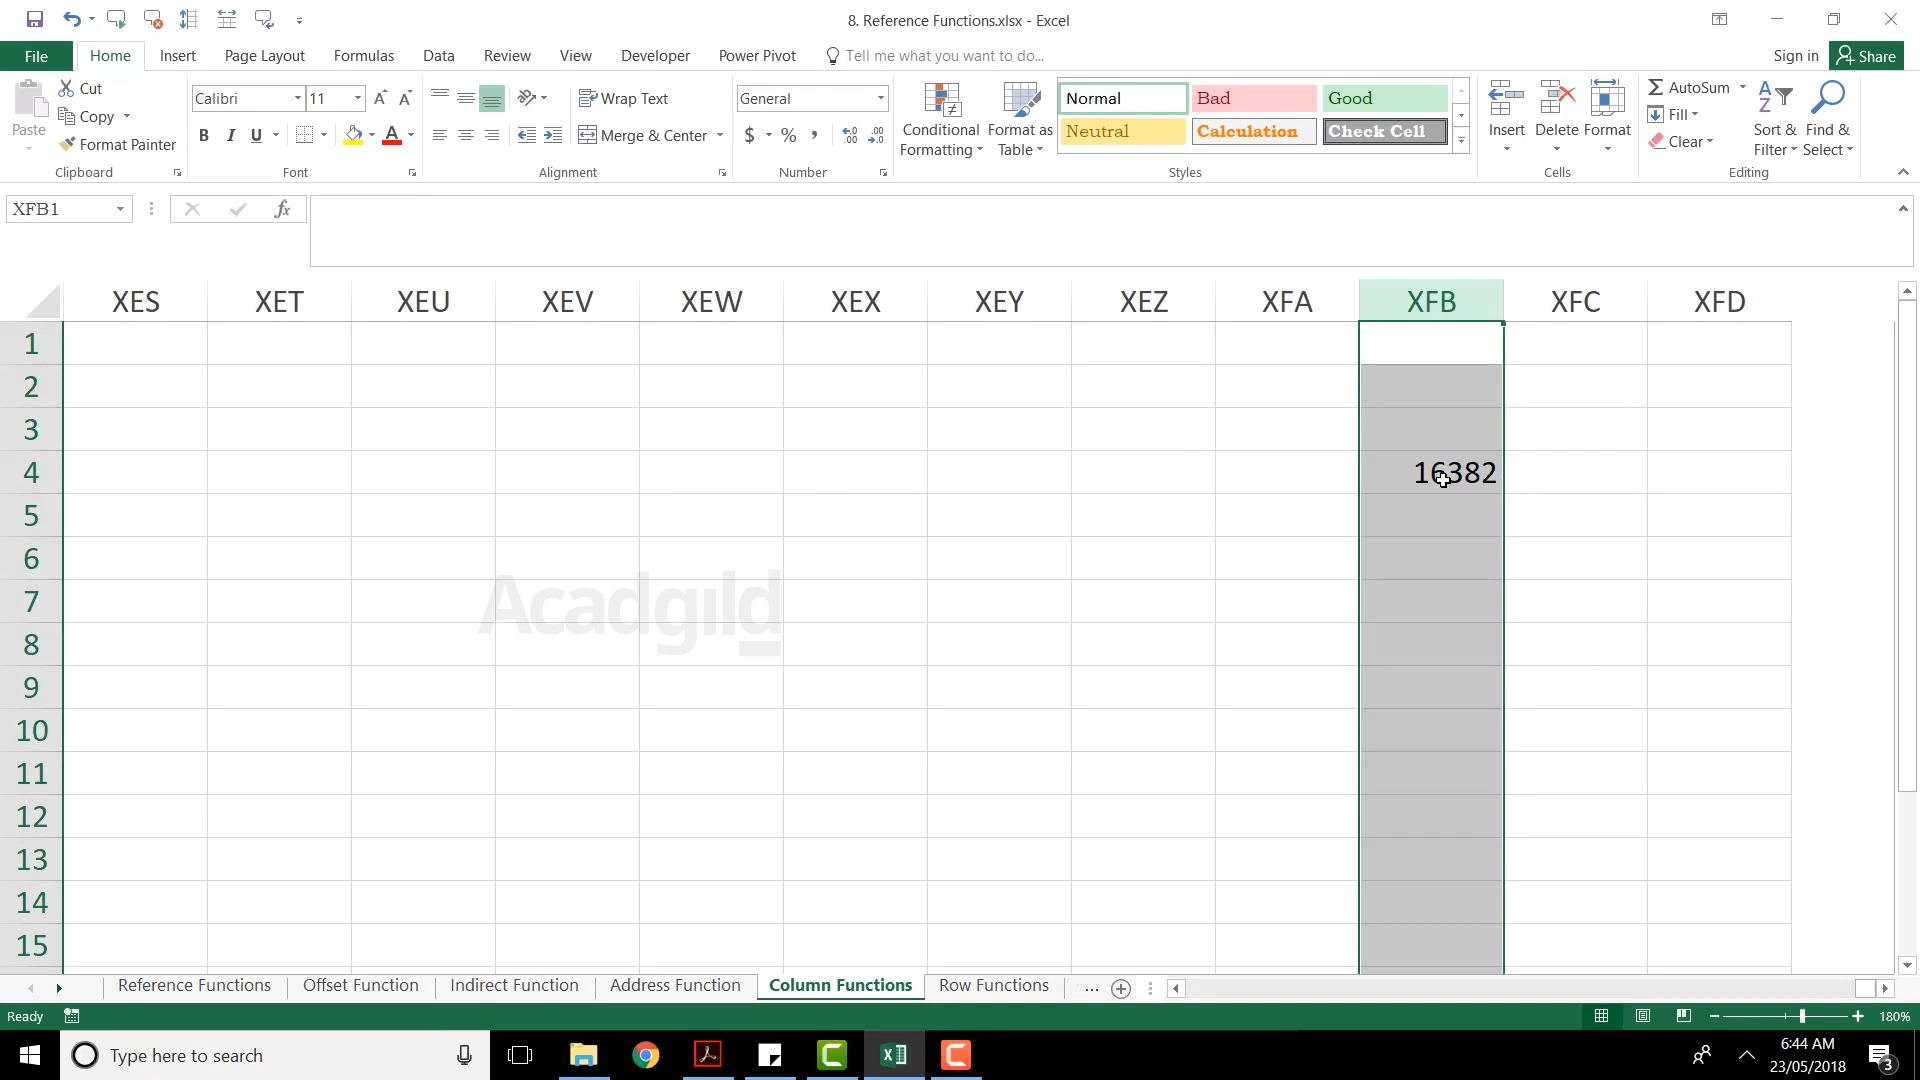 8. Reference Functions.xlsx - Excel
File Home Insert Page Layout Formulas Data Review View Developer Power Pivot Tell me what you want to do... Sign in Share
Paste
Cut
Copy
Format Painter
Clipboard
Calibri 11
B I U
Font
Wrap Text
Merge & Center
Alignment
General
$ % ,
Number
Conditional Formatting
Format as Table
Normal Bad Good
Neutral Calculation Check Cell
Styles
Insert Delete Format
Cells
AutoSum
Fill
Clear
Sort & Filter
Find & Select
Editing
XFB1 fx
XES XET XEU XEV XEW XEX XEY XEZ XFA XFB XFC XFD
1
2
3
4 16382
5
6
7
8
9
10
11
12
13
14
15
Acadgild
Reference Functions Offset Function Indirect Function Address Function Column Functions Row Functions ...
Ready 180%
Type here to search
6:44 AM
23/05/2018
3